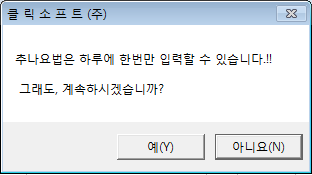 클 릭 소 프 트 (주)
추나요법은 하루에 한번만 입력할 수 있습니다.!!
그래도, 계속하시겠습니까?
예(Y)
아니요(N)